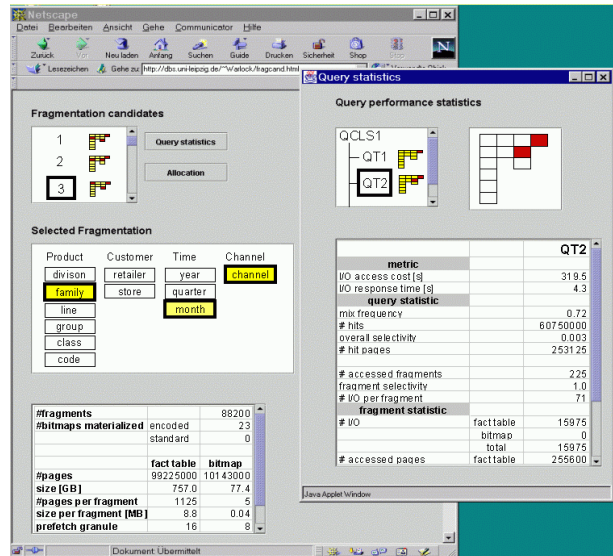 Netscape
Datei Bearbeiten Ansicht Gehe Communicator Hilfe
Zurück Vor Neu laden Anfang Suchen Guide Drucken Sicherheit Shop Stop
Lesezeichen Gehe zu: http://dbs.uni-leipzig.de/~Warlock/fragcand.html
Fragmentation candidates
1
2
3
Query statistics
Allocation
Selected Fragmentation
Product Customer Time Channel
divison retailer year channel
family store quarter
line month
group
class
code
#fragments 88200
#bitmaps materialized encoded 23
standard 0
fact table bitmap
#pages 99225000 10143000
size [GB] 757.0 77.4
#pages per fragment 1125 5
size per fragment [MB] 8.8 0.04
prefetch granule 16 8
Dokument: Übermittelt
Query statistics
Query performance statistics
QCLS1
QT1
QT2
QT2
metric
I/O access cost [s] 319.5
I/O response time [s] 4.3
query statistic
mix frequency 0.72
# hits 60750000
overall selectivity 0.003
# hit pages 253125
# accessed fragments 225
fragment selectivity 1.0
# I/O per fragment 71
fragment statistic
# I/O fact table 15975
bitmap 0
total 15975
# accessed pages fact table 255600
Java Applet Window